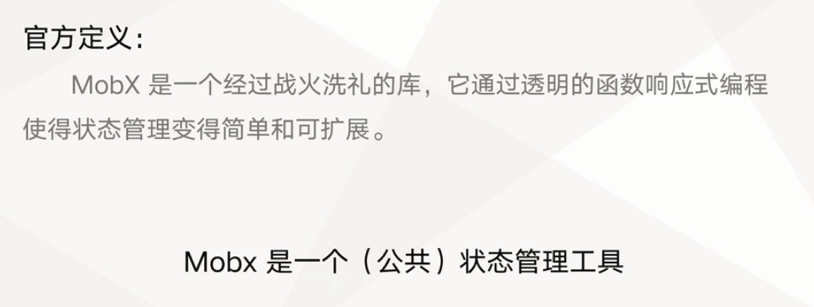 官方定义：
MobX 是一个经过战火洗礼的库，它通过透明的函数响应式编程
使得状态管理变得简单和可扩展。
Mobx 是一个（公共）状态管理工具